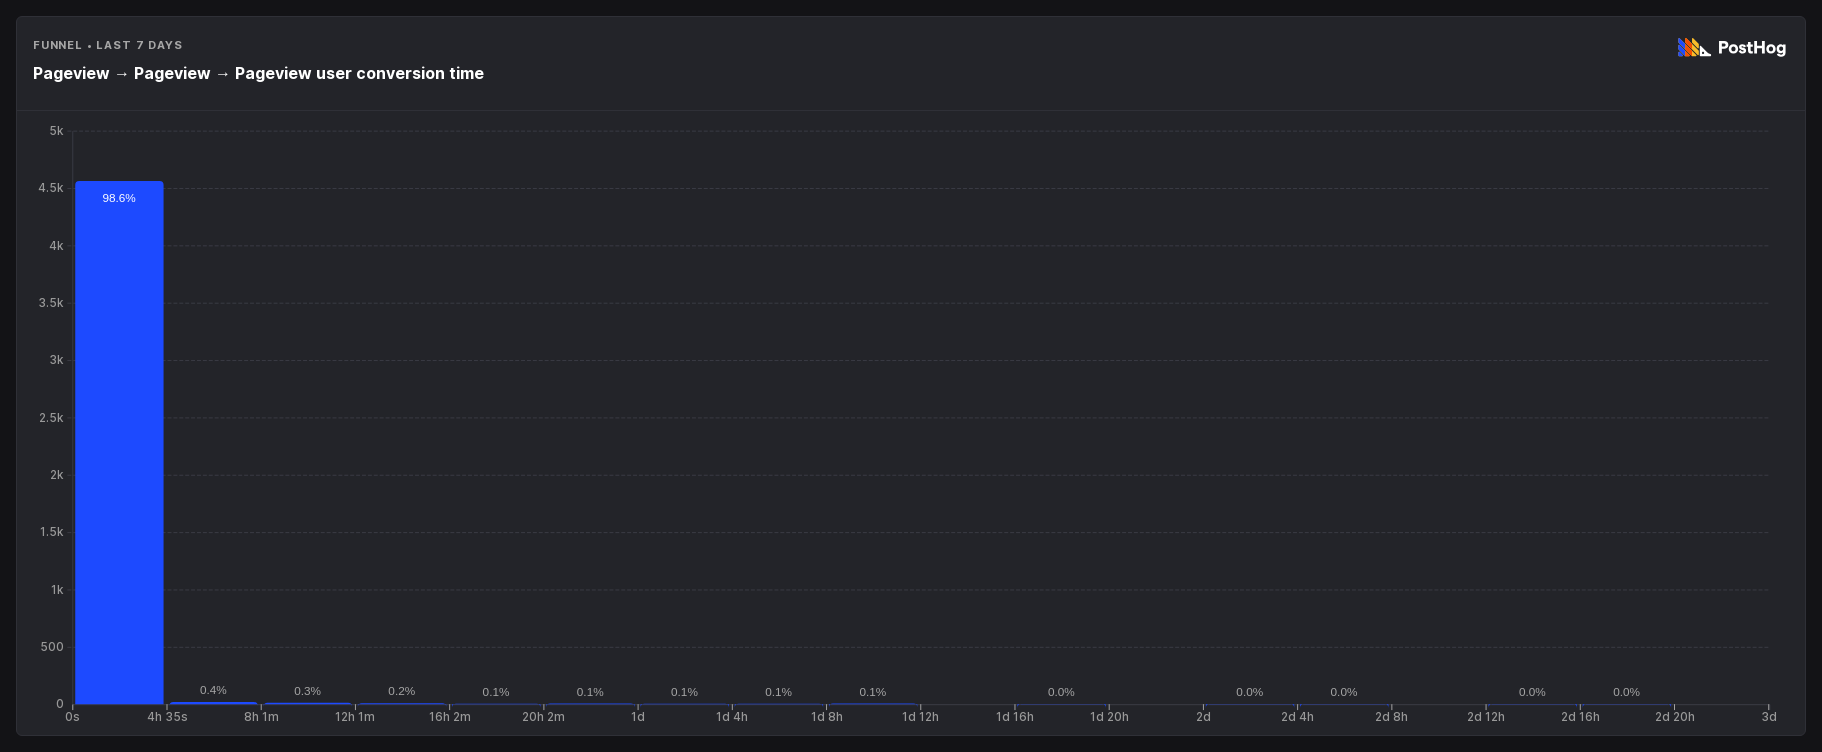 FUNNEL • LAST 7 DAYS
PostHog
Pageview → Pageview → Pageview user conversion time
5k
4.5k
98.6%
4k
3.5k
3k
2.5k
2k
1.5k
1k
500
0.4% 0.3% 0.2% 0.1% 0.1% 0.1% 0.1% 0.1% 0.0% 0.0% 0.0% 0.0% 0.0%
0
0s 4h 35s 8h 1m 12h 1m 16h 2m 20h 2m 1d 1d 4h 1d 8h 1d 12h 1d 16h 1d 20h 2d 2d 4h 2d 8h 2d 12h 2d 16h 2d 20h 3d